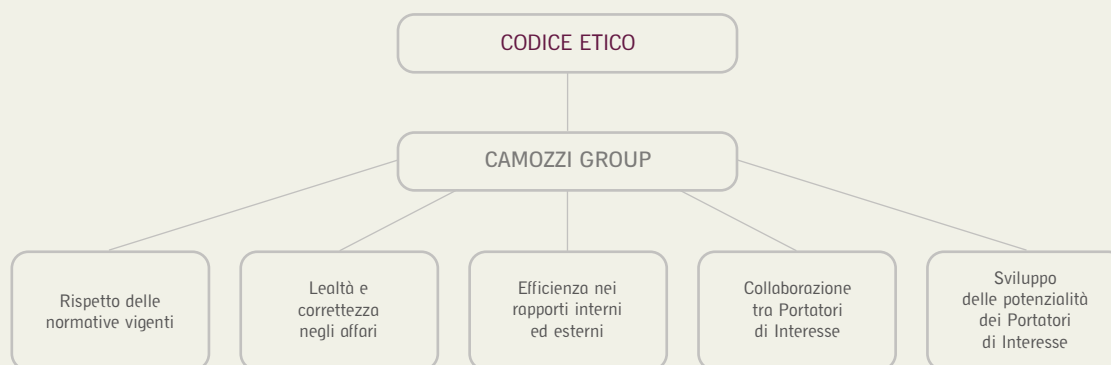 CODICE ETICO
CAMOZZI GROUP
Rispetto delle
normative vigenti
Lealtà e
correttezza
negli affari
Efficienza nei
rapporti interni
ed esterni
Collaborazione
tra Portatori
di Interesse
Sviluppo
delle potenzialità
dei Portatori
di Interesse